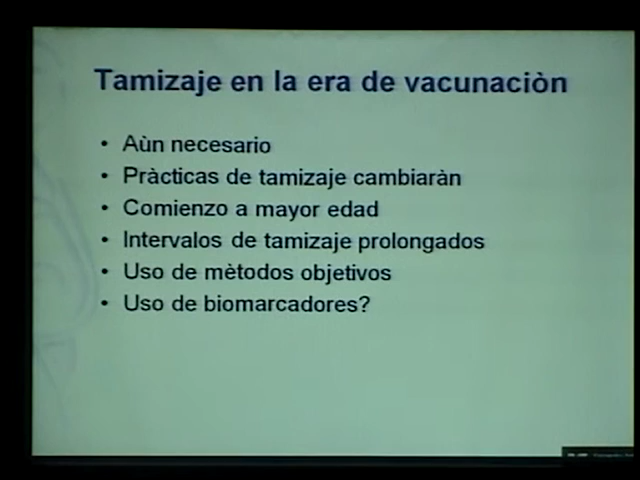 Tamizaje en la era de vacunaciòn
• Aùn necesario
• Pràcticas de tamizaje cambiaràn
• Comienzo a mayor edad
• Intervalos de tamizaje prolongados
• Uso de mètodos objetivos
• Uso de biomarcadores?